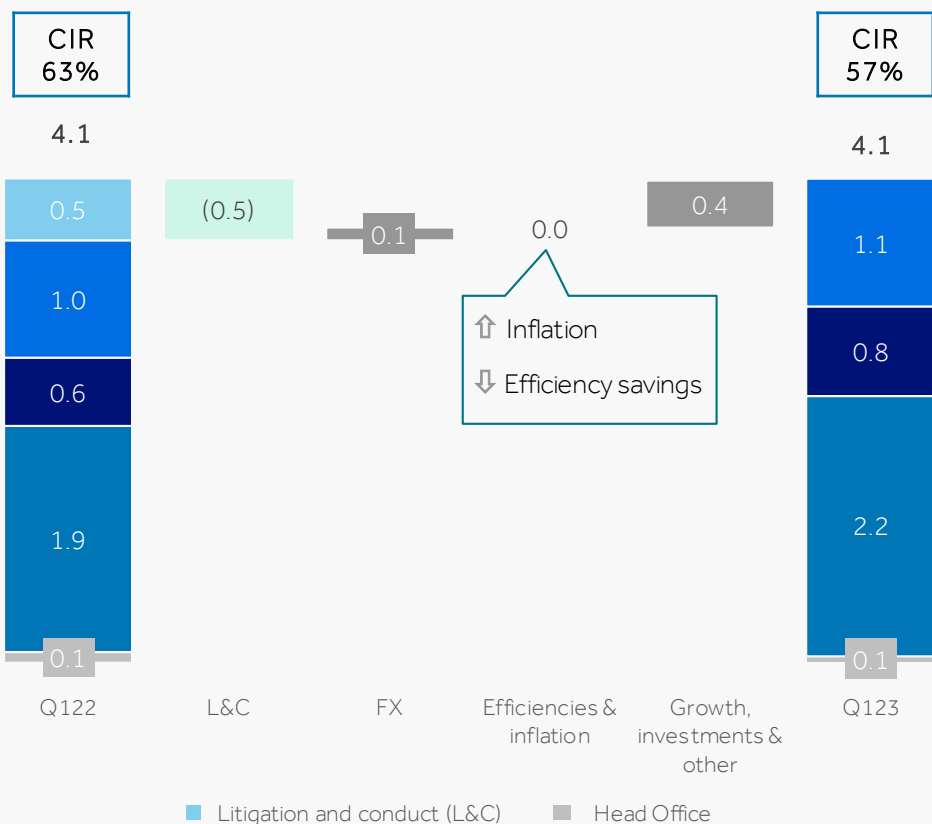 CIR
63%
CIR
57%
4.1
4.1
0.5
(0.5)
0.1
0.0
0.4
1.0
1.1
Inflation
Efficiency savings
0.6
0.8
1.9
2.2
0.1
0.1
Q122
L&C
FX
Efficiencies &
inflation
Growth,
investments &
other
Q123
Litigation and conduct (L&C)
Head Office